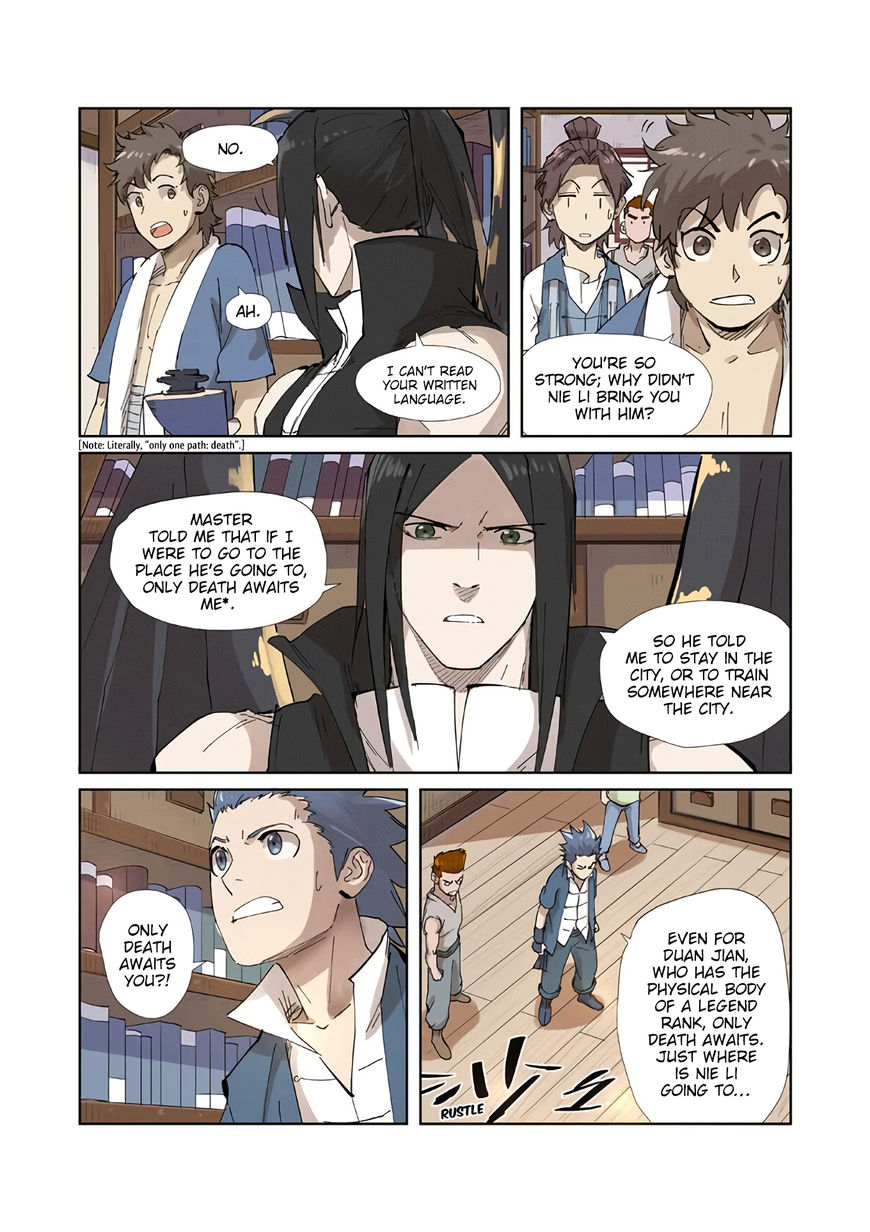 NO.
AH.
I CAN'T READ
YOUR WRITTEN
LANGUAGE.
YOU'RE SO
STRONG; WHY DIDN'T
NIE LI BRING YOU
WITH HIM?
[Note: Literally, "only one path: death".]
MASTER
TOLD ME THAT IF I
WERE TO GO TO THE
PLACE HE'S GOING TO,
ONLY DEATH AWAITS
ME*.
SO HE TOLD
ME TO STAY IN THE
CITY, OR TO TRAIN
SOMEWHERE NEAR
THE CITY.
ONLY
DEATH
AWAITS
YOU?!
EVEN FOR
DUAN JIAN,
WHO HAS THE
PHYSICAL BODY
OF A LEGEND
RANK, ONLY
DEATH AWAITS.
JUST WHERE
IS NIE LI
GOING TO...
RUSTLE